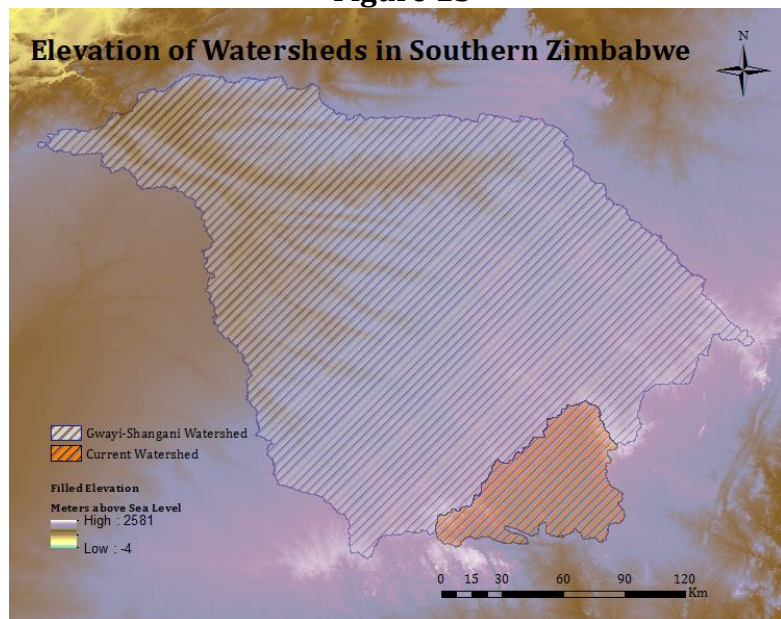 Elevation of Watersheds in Southern Zimbabwe
N
Gwayi-Shangani Watershed
Current Watershed
Filled Elevation
Meters above Sea Level
High : 2581
Low : -4
0 15 30 60 90 120
Km